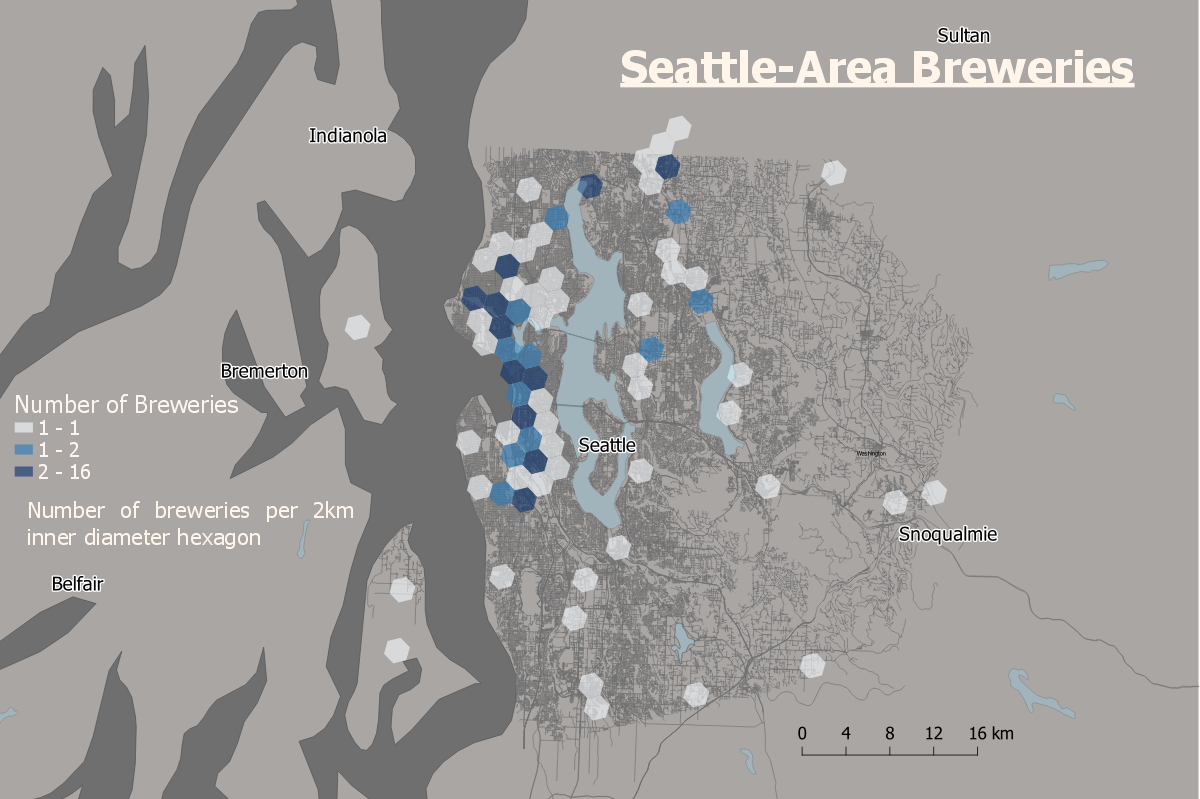 Sultan
Seattle-Area Breweries
Indianola
Bremerton
Number of Breweries
1 - 1
1 - 2
2 - 16
Seattle
Washington
Number of breweries per 2km
inner diameter hexagon
Snoqualmie
Belfair
0 4 8 12 16 km